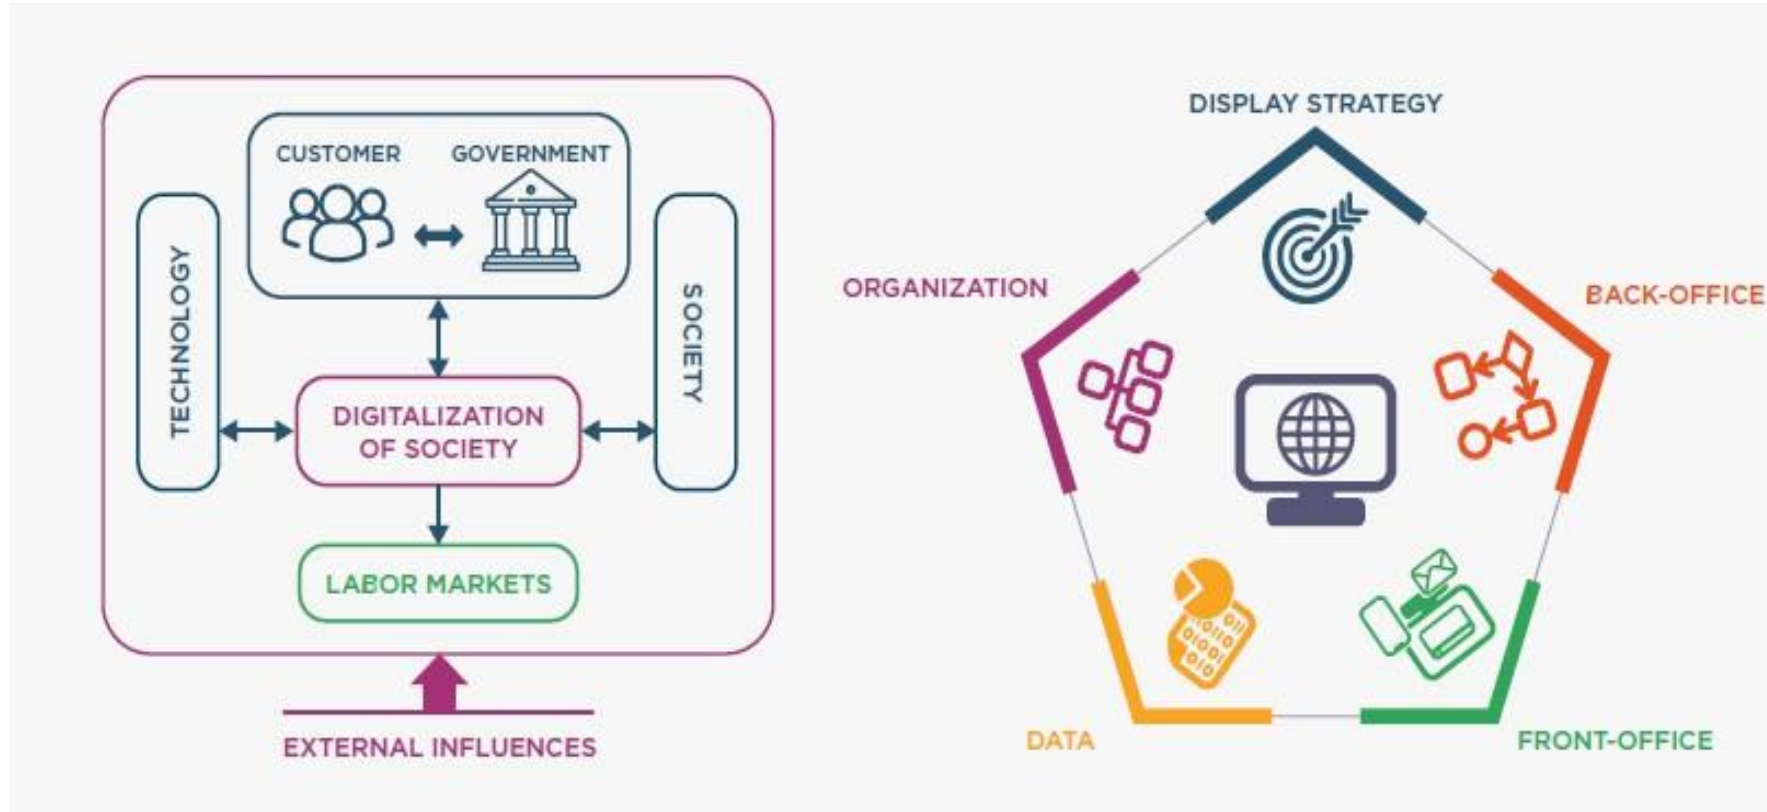 CUSTOMER
GOVERNMENT
TECHNOLOGY
SOCIETY
DIGITALIZATION
OF SOCIETY
LABOR MARKETS
EXTERNAL INFLUENCES
DISPLAY STRATEGY
ORGANIZATION
BACK-OFFICE
DATA
FRONT-OFFICE